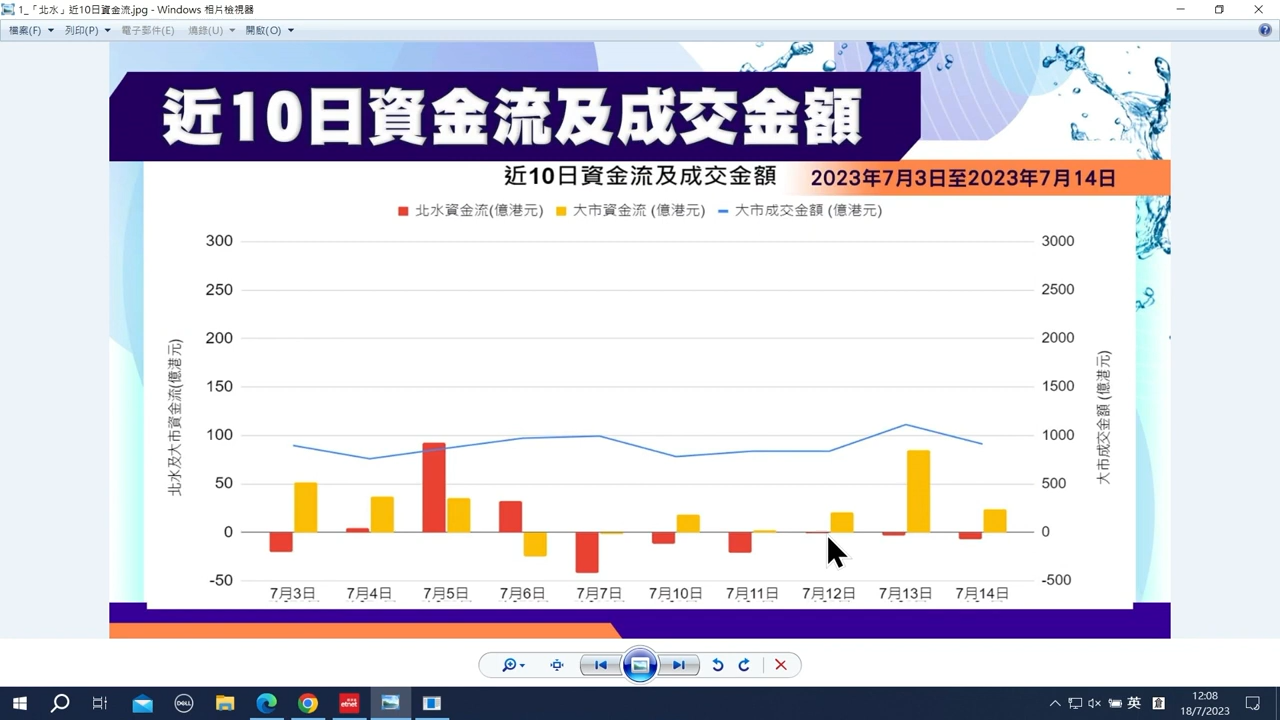 1_「北水」近10日資金流.jpg - Windows 相片檢視器
檔案(F) 列印(P) 電子郵件(E) 燒錄(U) 開啟(O)
近10日資金流及成交金額
近10日資金流及成交金額
2023年7月3日至2023年7月14日
北水資金流(億港元) 大市資金流 (億港元) 大市成交金額 (億港元)
300 3000
250 2500
200 2000
150 1500
100 1000
50 500
0 0
-50 -500
北水及大市資金流(億港元)
大市成交金額 (億港元)
7月3日 7月4日 7月5日 7月6日 7月7日 7月10日 7月11日 7月12日 7月13日 7月14日
DELL
etnet
英
12:08
18/7/2023